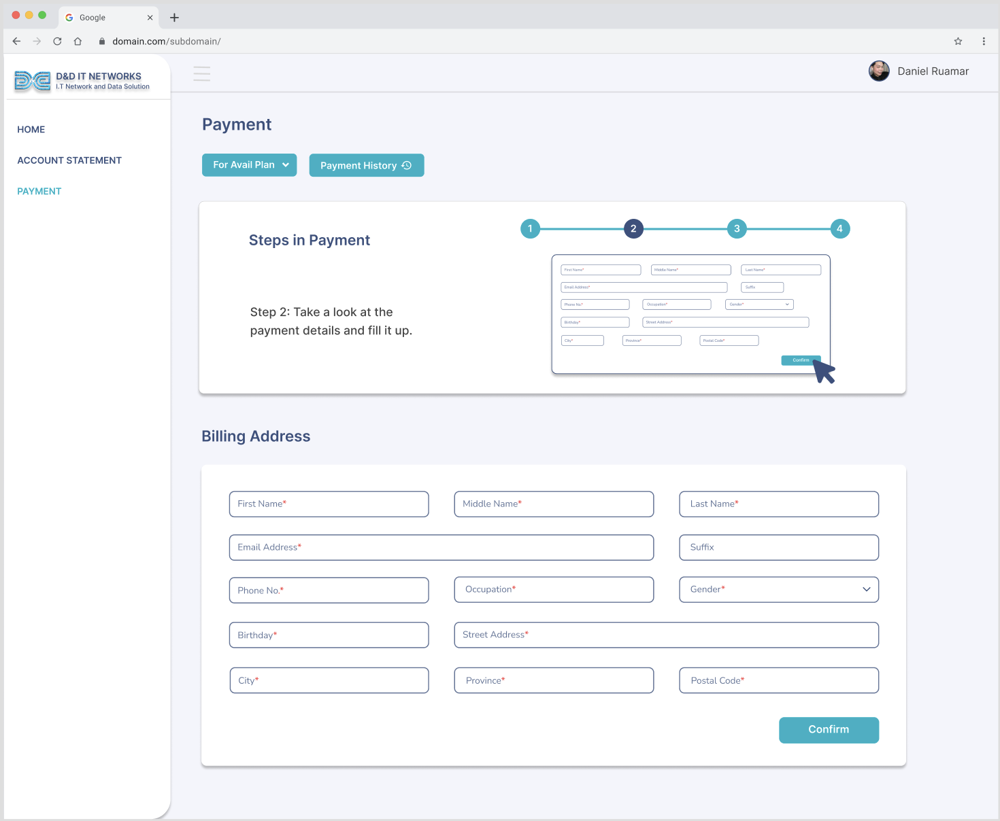 Google
domain.com/subdomain/
D&D IT NETWORKS
I.T Network and Data Solution
Daniel Ruamar
HOME
ACCOUNT STATEMENT
PAYMENT
Payment
For Avail Plan
Payment History
Steps in Payment
1
2
3
4
Step 2: Take a look at the
payment details and fill it up.
First Name*
Middle Name*
Last Name*
Email Address*
Suffix
Phone No.*
Occupation*
Gender*
Birthday*
Street Address*
City*
Province*
Postal Code*
Confirm
Billing Address
First Name*
Middle Name*
Last Name*
Email Address*
Suffix
Phone No.*
Occupation*
Gender*
Birthday*
Street Address*
City*
Province*
Postal Code*
Confirm